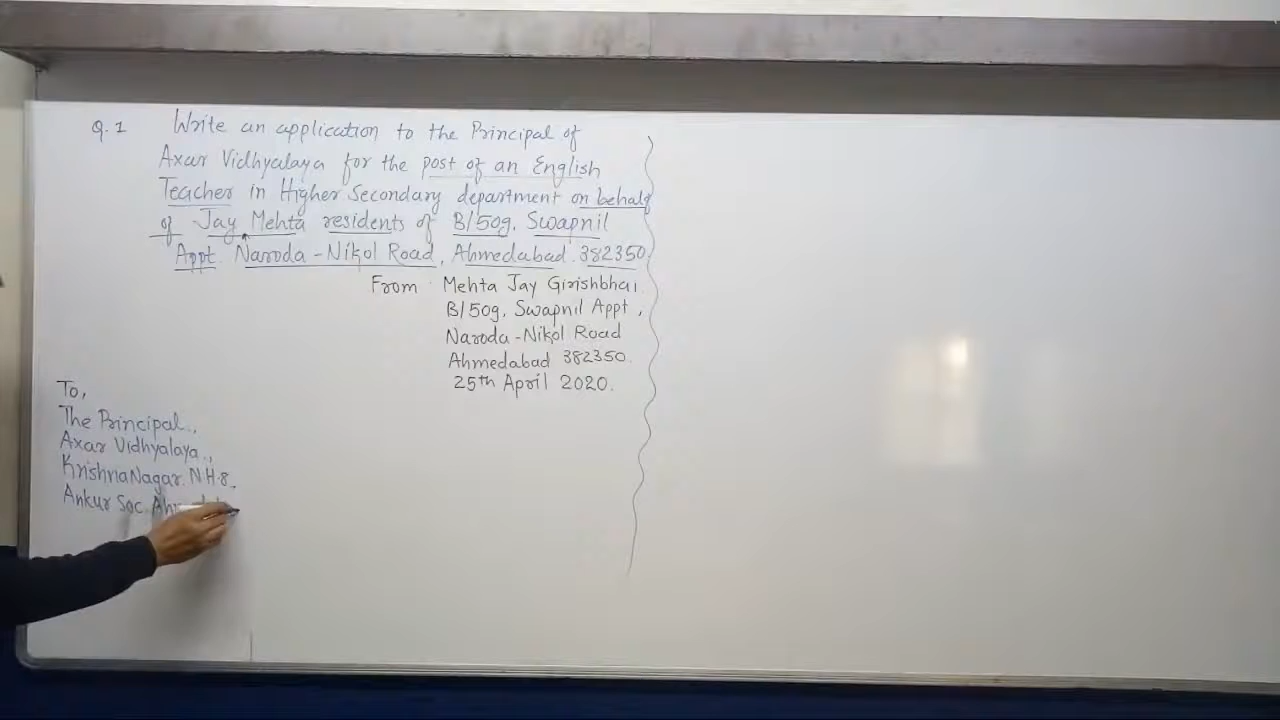 Q.1 Write an application to the Principal of
Axar Vidhyalaya for the post of an English
Teacher in Higher Secondary department on behalf
of Jay Mehta residents of B/509, Swapnil
Appt. Naroda - Nikol Road, Ahmedabad. 382350.
From Mehta Jay Girishbhai.
B/509, Swapnil Appt,
Naroda - Nikol Road
Ahmedabad 382350.
25th April 2020.
To,
The Principal.,
Axar Vidhyalaya.,
KrishnaNagar. N.H.8.
Ankur Soc.